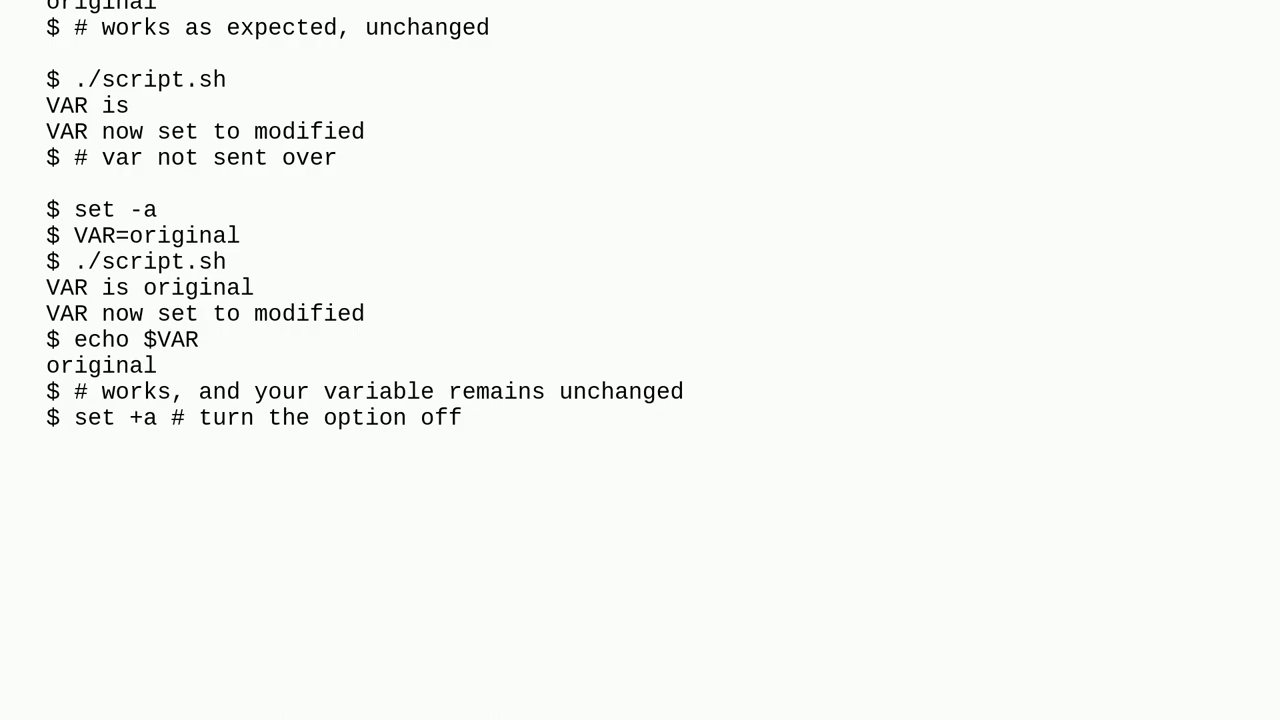 original
$ # works as expected, unchanged
$ ./script.sh
VAR is
VAR now set to modified
$ # var not sent over
$ set -a
$ VAR=original
$ ./script.sh
VAR is original
VAR now set to modified
$ echo $VAR
original
$ # works, and your variable remains unchanged
$ set +a # turn the option off